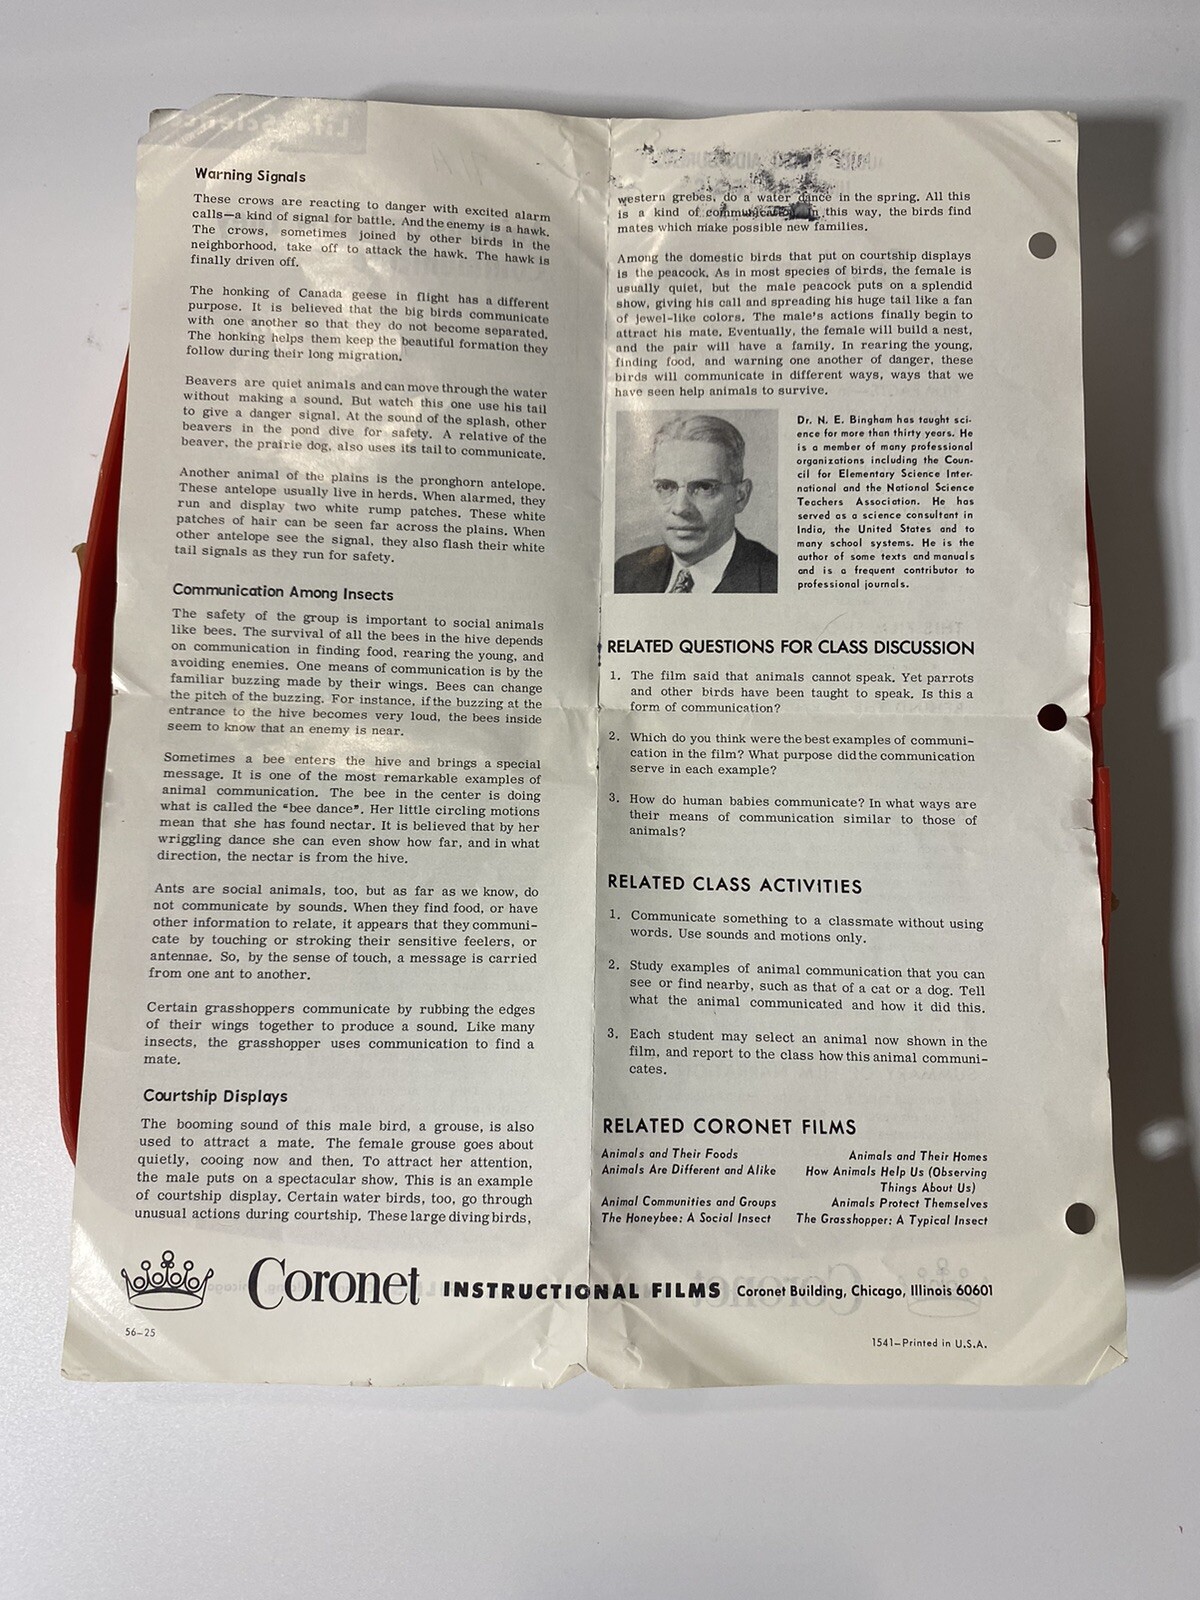 Warning Signals
These crows are reacting to danger with excited alarm
calls—a kind of signal for battle. And the enemy is a hawk.
The crows, sometimes joined by other birds in the
neighborhood, take off to attack the hawk. The hawk is
finally driven off.
The honking of Canada geese in flight has a different
purpose. It is believed that the big birds communicate
with one another so that they do not become separated.
The honking helps them keep the beautiful formation they
follow during their long migration.
Beavers are quiet animals and can move through the water
without making a sound. But watch this one use his tail
to give a danger signal. At the sound of the splash, other
beavers in the pond dive for safety. A relative of the
beaver, the prairie dog, also uses its tail to communicate.
Another animal of the plains is the pronghorn antelope.
These antelope usually live in herds. When alarmed, they
run and display two white rump patches. These white
patches of hair can be seen far across the plains. When
other antelope see the signal, they also flash their white
tail signals as they run for safety.
Communication Among Insects
The safety of the group is important to social animals
like bees. The survival of all the bees in the hive depends
on communication in finding food, rearing the young, and
avoiding enemies. One means of communication is by the
familiar buzzing made by their wings. Bees can change
the pitch of the buzzing. For instance, if the buzzing at the
entrance to the hive becomes very loud, the bees inside
seem to know that an enemy is near.
Sometimes a bee enters the hive and brings a special
message. It is one of the most remarkable examples of
animal communication. The bee in the center is doing
what is called the "bee dance". Her little circling motions
mean that she has found nectar. It is believed that by her
wriggling dance she can even show how far, and in what
direction, the nectar is from the hive.
Ants are social animals, too, but as far as we know, do
not communicate by sounds. When they find food, or have
other information to relate, it appears that they communi-
cate by touching or stroking their sensitive feelers, or
antennae. So, by the sense of touch, a message is carried
from one ant to another.
Certain grasshoppers communicate by rubbing the edges
of their wings together to produce a sound. Like many
insects, the grasshopper uses communication to find a
mate.
Courtship Displays
The booming sound of this male bird, a grouse, is also
used to attract a mate. The female grouse goes about
quietly, cooing now and then. To attract her attention,
the male puts on a spectacular show. This is an example
of courtship display. Certain water birds, too, go through
unusual actions during courtship. These large diving birds,
western grebes, do a water dance in the spring. All this
is a kind of communication. In this way, the birds find
mates which make possible new families.
Among the domestic birds that put on courtship displays
is the peacock. As in most species of birds, the female is
usually quiet, but the male peacock puts on a splendid
show, giving his call and spreading his huge tail like a fan
of jewel-like colors. The male's actions finally begin to
attract his mate. Eventually, the female will build a nest,
and the pair will have a family. In rearing the young,
finding food, and warning one another of danger, these
birds will communicate in different ways, ways that we
have seen help animals to survive.
Dr. N. E. Bingham has taught sci-
ence for more than thirty years. He
is a member of many professional
organizations including the Coun-
cil for Elementary Science Inter-
national and the National Science
Teachers Association. He has
served as a science consultant in
India, the United States and to
many school systems. He is the
author of some texts and manuals
and is a frequent contributor to
professional journals.
RELATED QUESTIONS FOR CLASS DISCUSSION
1. The film said that animals cannot speak. Yet parrots
and other birds have been taught to speak. Is this a
form of communication?
2. Which do you think were the best examples of communi-
cation in the film? What purpose did the communication
serve in each example?
3. How do human babies communicate? In what ways are
their means of communication similar to those of
animals?
RELATED CLASS ACTIVITIES
1. Communicate something to a classmate without using
words. Use sounds and motions only.
2. Study examples of animal communication that you can
see or find nearby, such as that of a cat or a dog. Tell
what the animal communicated and how it did this.
3. Each student may select an animal now shown in the
film, and report to the class how this animal communi-
cates.
RELATED CORONET FILMS
Animals and Their Foods
Animals Are Different and Alike
Animal Communities and Groups
The Honeybee: A Social Insect
Animals and Their Homes
How Animals Help Us (Observing
Things About Us)
Animals Protect Themselves
The Grasshopper: A Typical Insect
Coronet INSTRUCTIONAL FILMS Coronet Building, Chicago, Illinois 60601
56-25
1541—Printed in U.S.A.